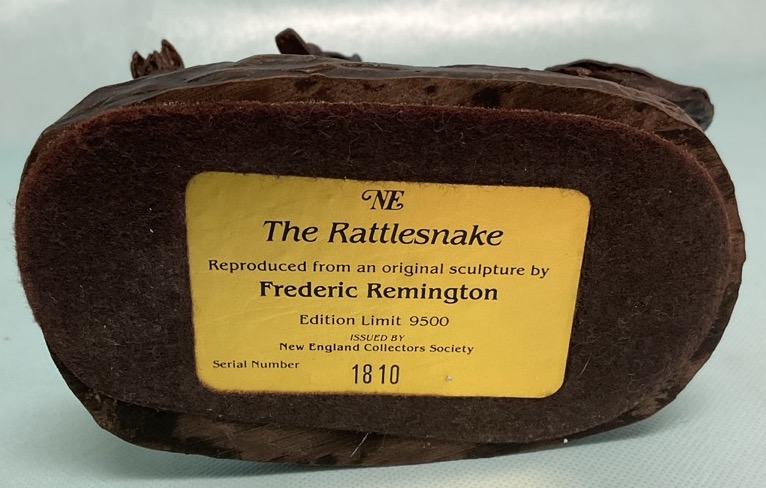 NE
The Rattlesnake
Reproduced from an original sculpture by
Frederic Remington
Edition Limit 9500
ISSUED BY
New England Collectors Society
Serial Number 1810